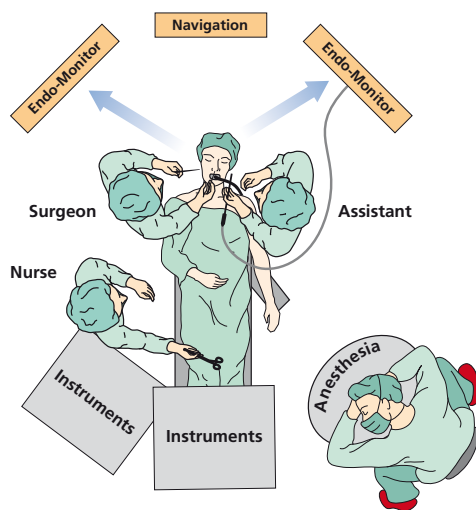 Navigation
Endo-Monitor
Endo-Monitor
Surgeon
Assistant
Nurse
Anesthesia
Instruments
Instruments